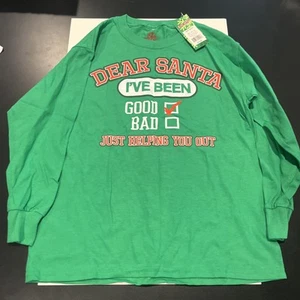 DEAR SANTA
I'VE BEEN
GOOD
BAD
JUST HELPING YOU OUT